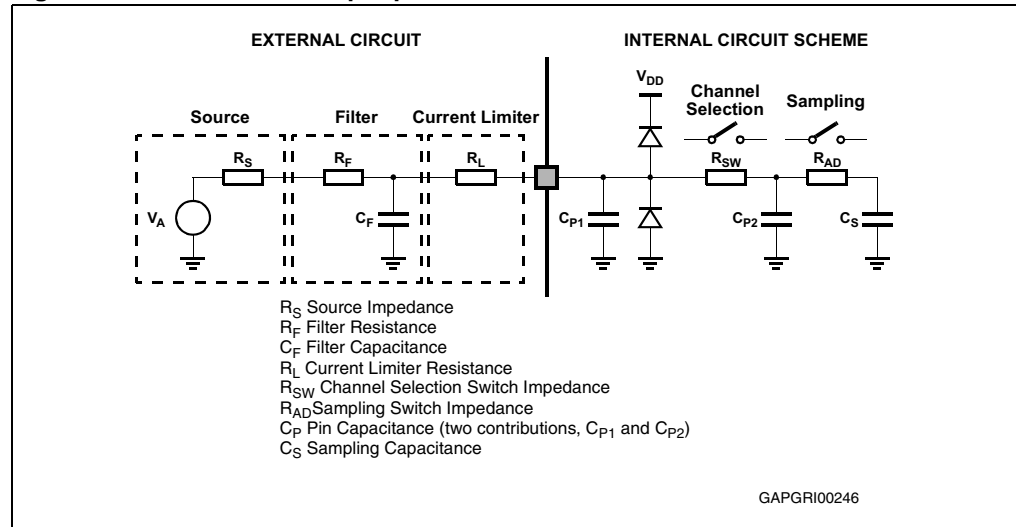 EXTERNAL CIRCUIT
INTERNAL CIRCUIT SCHEME
Source
Filter
Current Limiter
V_DD
Channel
Selection
Sampling
R_S
R_F
R_L
R_SW
R_AD
V_A
C_F
C_P1
C_P2
C_S
R_S Source Impedance
R_F Filter Resistance
C_F Filter Capacitance
R_L Current Limiter Resistance
R_SW Channel Selection Switch Impedance
R_AD Sampling Switch Impedance
C_P Pin Capacitance (two contributions, C_P1 and C_P2)
C_S Sampling Capacitance
GAPGRI00246